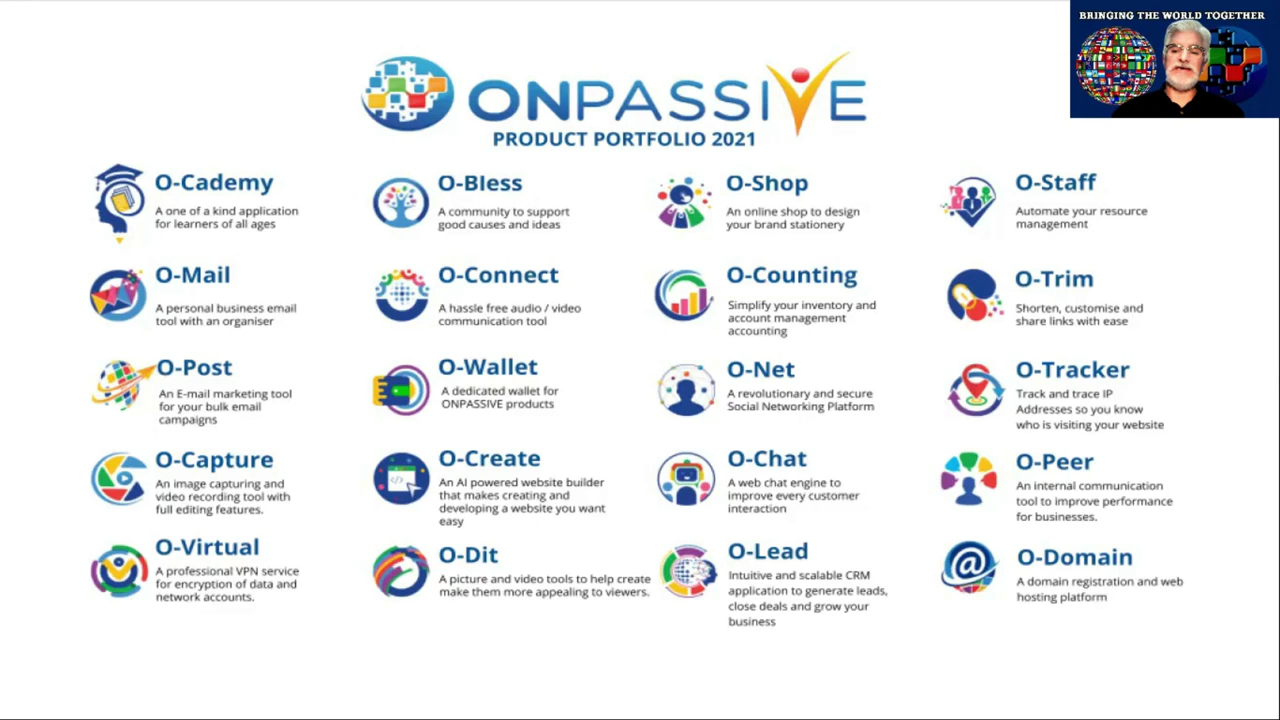 BRINGING THE WORLD TOGETHER
ONPASSIVE
PRODUCT PORTFOLIO 2021
O-Cademy
A one of a kind application
for learners of all ages
O-Bless
A community to support
good causes and ideas
O-Shop
An online shop to design
your brand stationery
O-Staff
Automate your resource
management
O-Mail
A personal business email
tool with an organiser
O-Connect
A hassle free audio / video
communication tool
O-Counting
Simplify your inventory and
account management
accounting
O-Trim
Shorten, customise and
share links with ease
O-Post
An E-mail marketing tool
for your bulk email
campaigns
O-Wallet
A dedicated wallet for
ONPASSIVE products
O-Net
A revolutionary and secure
Social Networking Platform
O-Tracker
Track and trace IP
Addresses so you know
who is visiting your website
O-Capture
An image capturing and
video recording tool with
full editing features.
O-Create
An AI powered website builder
that makes creating and
developing a website you want
easy
O-Chat
A web chat engine to
improve every customer
interaction
O-Peer
An internal communication
tool to improve performance
for businesses.
O-Virtual
A professional VPN service
for encryption of data and
network accounts.
O-Dit
A picture and video tools to help create
make them more appealing to viewers.
O-Lead
Intuitive and scalable CRM
application to generate leads,
close deals and grow your
business
O-Domain
A domain registration and web
hosting platform